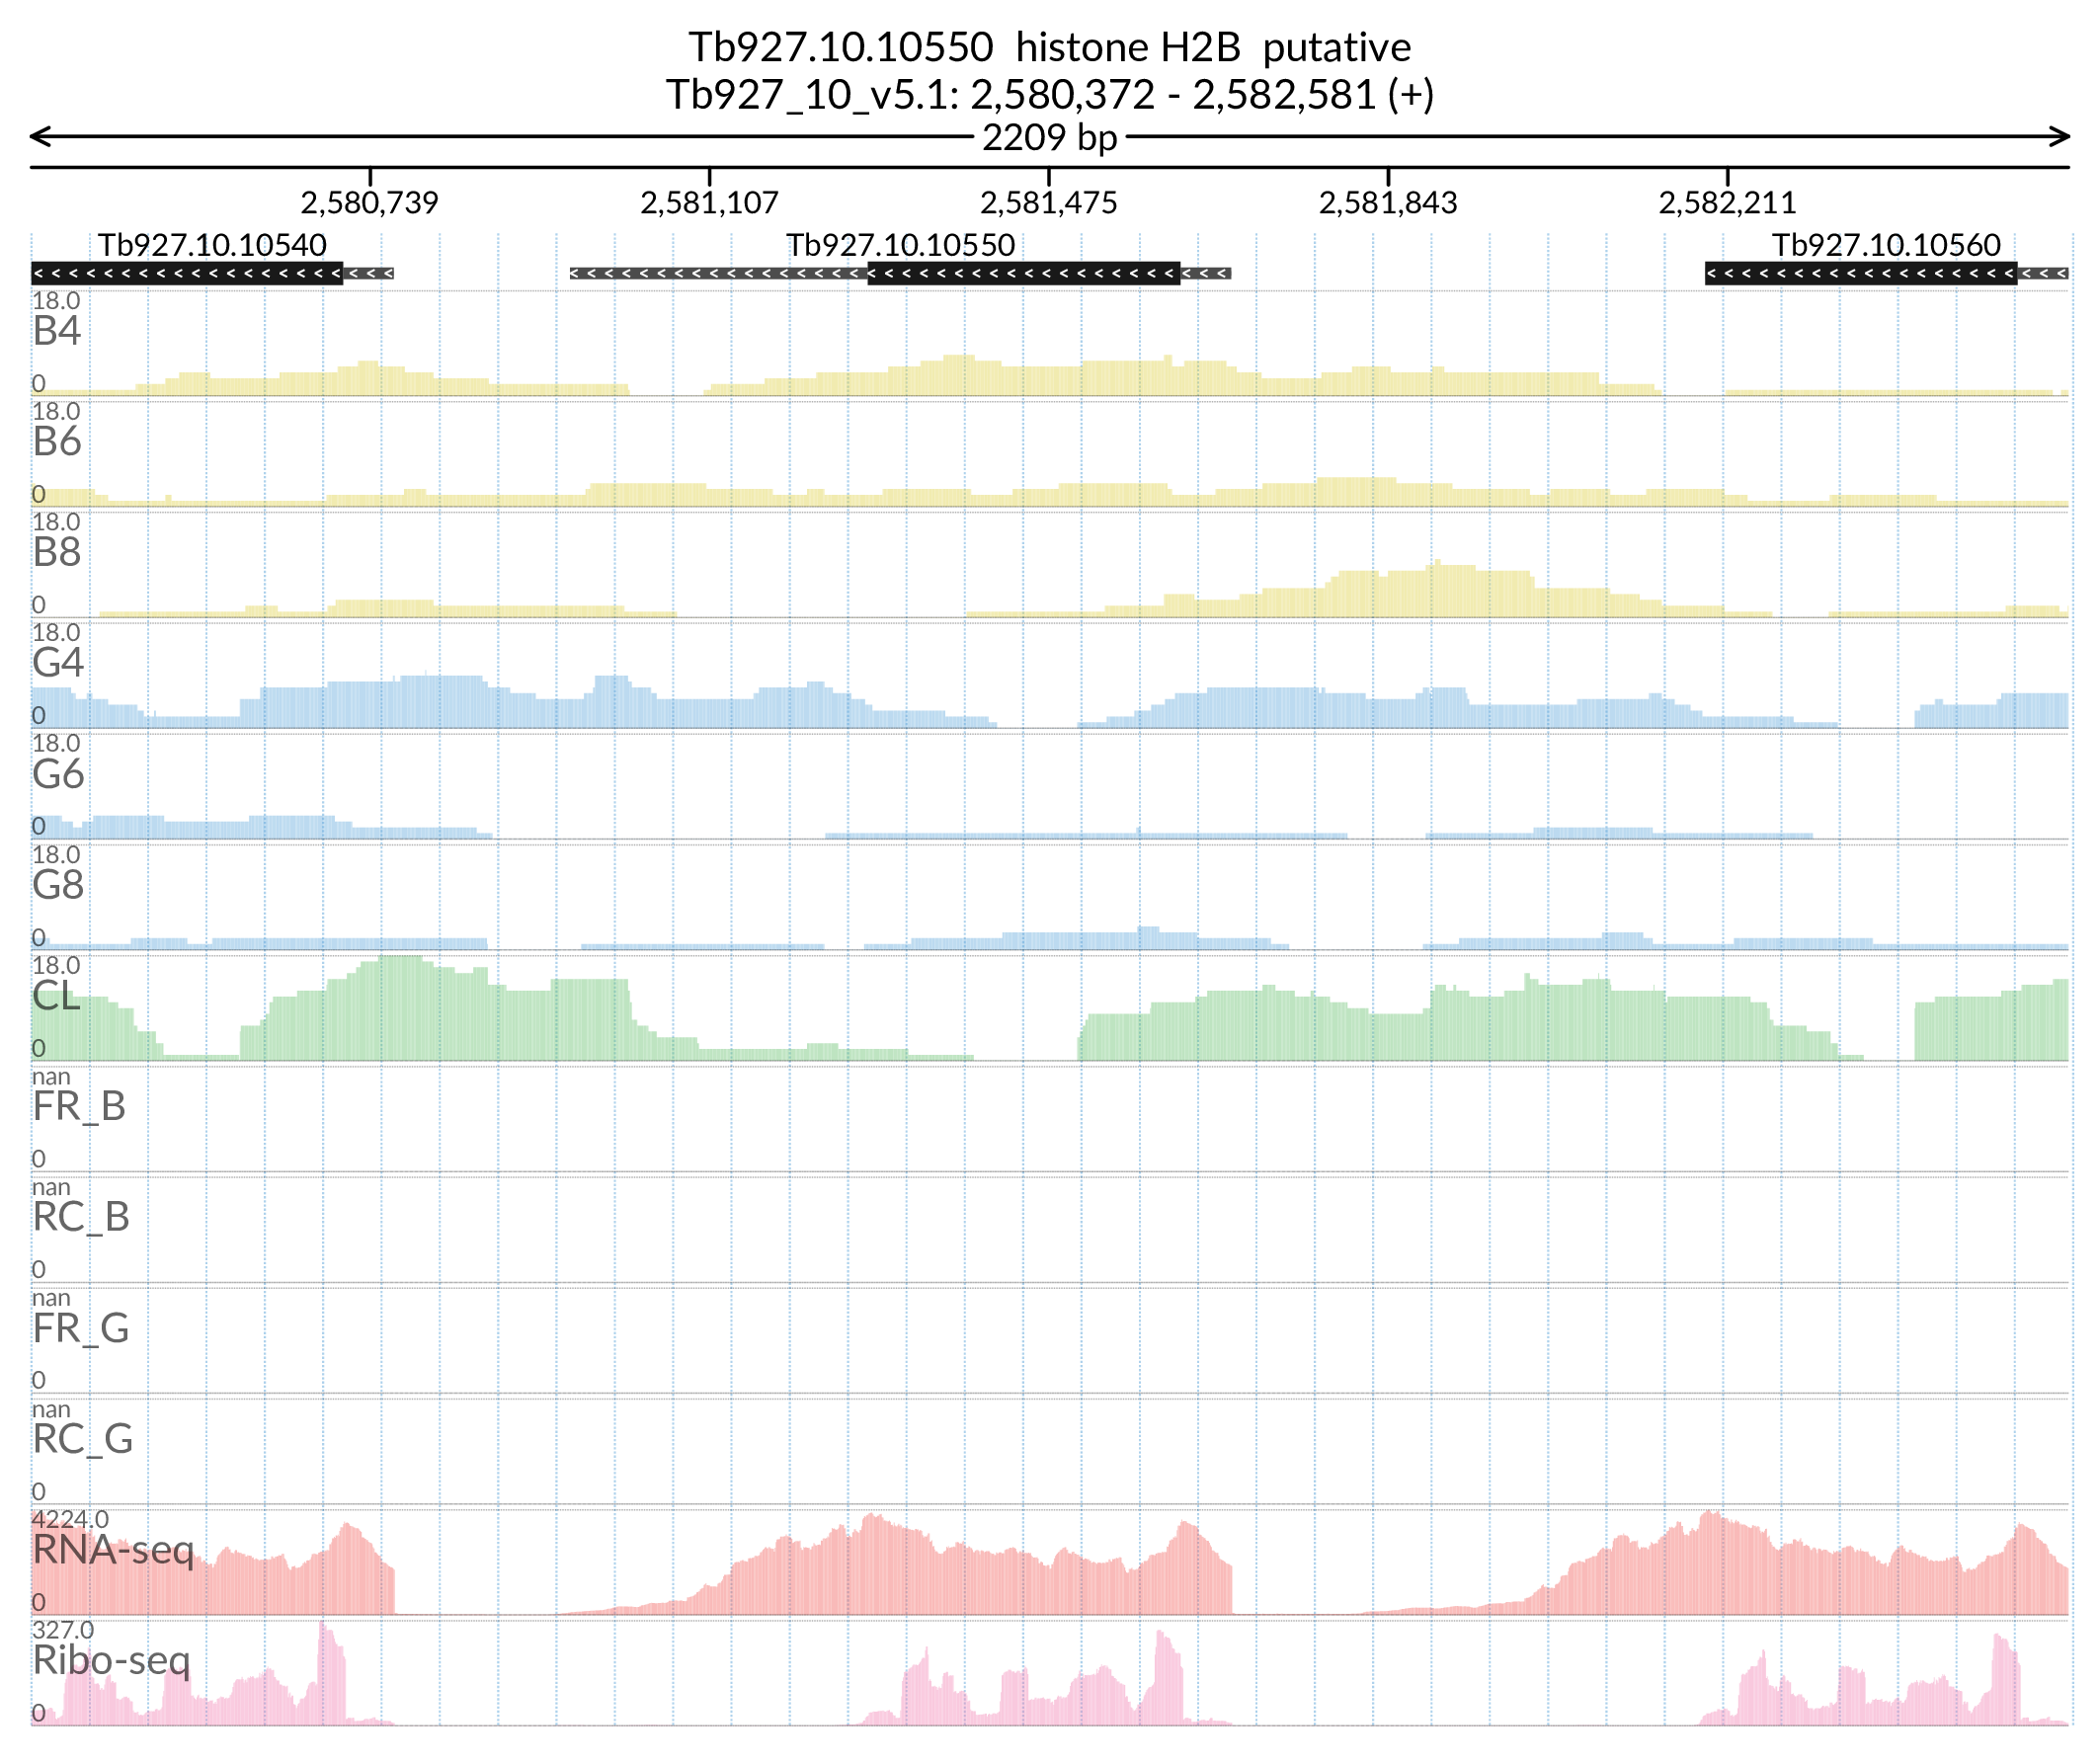 Tb927.10.10550  histone H2B  putative
Tb927_10_v5.1: 2,580,372 - 2,582,581 (+)
2209 bp
2,580,739 2,581,107 2,581,475 2,581,843 2,582,211
Tb927.10.10540 Tb927.10.10550 Tb927.10.10560
18.0
B4
0
18.0
B6
0
18.0
B8
0
18.0
G4
0
18.0
G6
0
18.0
G8
0
18.0
CL
0
nan
FR_B
0
nan
RC_B
0
nan
FR_G
0
nan
RC_G
0
4224.0
RNA-seq
0
327.0
Ribo-seq
0